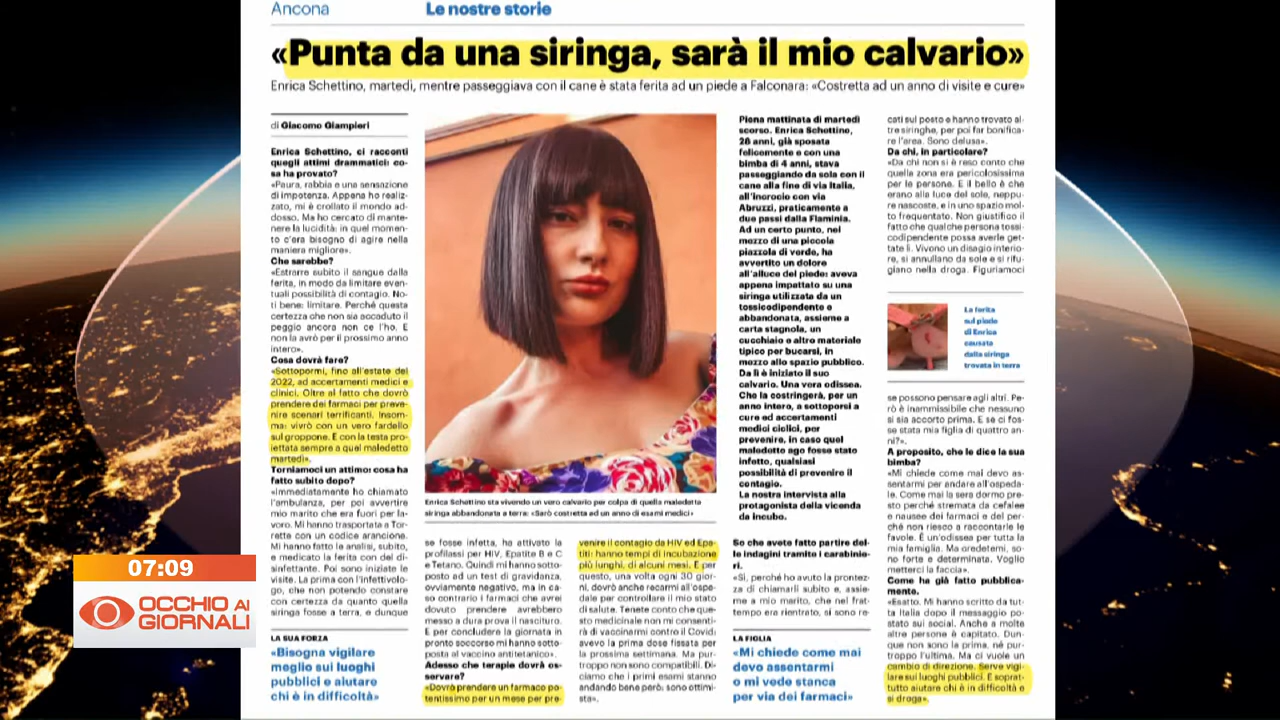 Ancona
Le nostre storie
«Punta da una siringa, sarà il mio calvario»
Enrica Schettino, martedì, mentre passeggiava con il cane è stata ferita ad un piede a Falconara: «Costretta ad un anno di visite e cure»
di Giacomo Giampieri
Enrica Schettino, ci racconti
quegli attimi drammatici: co-
sa ha provato?
«Paura, rabbia e una sensazione
di impotenza. Appena ho realiz-
zato, mi è crollato il mondo ad-
dosso. Ma ho cercato di mante-
nere la lucidità: in quel momen-
to c'era bisogno di agire nella
maniera migliore».
Che sarebbe?
«Estrarre subito il sangue dalla
ferita, in modo da limitare even-
tuali possibilità di contagio. No-
ti bene: limitare. Perché questa
certezza che non sia accaduto il
peggio ancora non ce l'ho. E
non la avrò per il prossimo anno
intero».
Cosa dovrà fare?
«Sottopormi, fino all'estate del
2022, ad accertamenti medici e
clinici. Oltre al fatto che dovrò
prendere dei farmaci per preve-
nire scenari terrificanti. Insom-
ma: vivrò con un vero fardello
sul groppone. E con la testa pro-
iettata sempre a quel maledetto
martedì».
Torniamoci un attimo: cosa ha
fatto subito dopo?
«Immediatamente ho chiamato
l'ambulanza, per poi avvertire
mio marito che era fuori per la-
voro. Mi hanno trasportata a Tor-
rette con un codice arancione.
Mi hanno fatto le analisi, subito,
e medicato la ferita con del di-
sinfettante. Poi sono iniziate le
visite. La prima con l'infettivolo-
go, che non potendo constare
con certezza da quanto quella
siringa fosse a terra, e dunque
LA SUA FORZA
«Bisogna vigilare
meglio sui luoghi
pubblici e aiutare
chi è in difficoltà»
Enrica Schettino sta vivendo un vero calvario per colpa di quella maledetta
siringa abbandonata a terra: «Sarò costretta ad un anno di esami medici»
se fosse infetta, ha attivato la
profilassi per HIV, Epatite B e C
e Tetano. Quindi mi hanno sotto-
posto ad un test di gravidanza,
ovviamente negativo, ma in ca-
so contrario i farmaci che avrei
dovuto prendere avrebbero
messo a dura prova il nascituro.
E per concludere la giornata in
pronto soccorso mi hanno sotto-
posta al vaccino antitetanico».
Adesso che terapie dovrà os-
servare?
«Dovrò prendere un farmaco po-
tentissimo per un mese per pre-
venire il contagio da HIV ed Epa-
titi: hanno tempi di incubazione
più lunghi, di alcuni mesi. E per
questo, una volta ogni 30 gior-
ni, dovrò anche recarmi all'ospe-
dale per controllare il mio stato
di salute. Tenete conto che que-
sto medicinale non mi consenti-
rà di vaccinarmi contro il Covid:
avevo la prima dose fissata per
la prossima settimana. Ma pur-
troppo non sono compatibili. Di-
ciamo che i primi esami stanno
andando bene però: sono ottimi-
sta».
Piena mattinata di martedì
scorso. Enrica Schettino,
28 anni, già sposata
felicemente e con una
bimba di 4 anni, stava
passeggiando da sola con il
cane alla fine di via Italia,
all'incrocio con via
Abruzzi, praticamente a
due passi dalla Flaminia.
Ad un certo punto, nel
mezzo di una piccola
piazzola di verde, ha
avvertito un dolore
all'alluce del piede: aveva
appena impattato su una
siringa utilizzata da un
tossicodipendente e
abbandonata, assieme a
carta stagnola, un
cucchiaio e altro materiale
tipico per bucarsi, in
mezzo allo spazio pubblico.
Da lì è iniziato il suo
calvario. Una vera odissea.
Che la costringerà, per un
anno intero, a sottoporsi a
cure ed accertamenti
medici ciclici, per
prevenire, in caso quel
maledetto ago fosse stato
infetto, qualsiasi
possibilità di prevenire il
contagio.
La nostra intervista alla
protagonista della vicenda
da incubo.
So che avete fatto partire del-
le indagini tramite i carabinie-
ri.
«Sì, perché ho avuto la prontez-
za di chiamarli subito e, assie-
me a mio marito, che nel frat-
tempo era rientrato, si sono re-
LA FIGLIA
«Mi chiede come mai
devo assentarmi
o mi vede stanca
per via dei farmaci»
cati sul posto e hanno trovato al-
tre siringhe, per poi far bonifica-
re l'area. Sono delusa».
Da chi, in particolare?
«Da chi non si è reso conto che
quella zona era pericolosissima
per le persone. E il bello è che
erano alla luce del sole, neppu-
re nascoste, e in uno spazio mol-
to frequentato. Non giustifico il
fatto che qualche persona tossi-
codipendente possa averle get-
tate lì. Vivono un disagio interio-
re, si annullano da sole e si rifu-
giano nella droga. Figuriamoci
La ferita
sul piede
di Enrica
causata
dalla siringa
trovata in terra
se possono pensare agli altri. Pe-
rò è inammissibile che nessuno
si sia accorto prima. E se ci fos-
se stata mia figlia di quattro an-
ni?».
A proposito, che le dice la sua
bimba?
«Mi chiede come mai devo as-
sentarmi per andare all'ospeda-
le. Come mai la sera dormo pre-
sto perché stremata da cefalee
e nausee dei farmaci e del per-
ché non riesco a raccontarle le
favole. È un'odissea per tutta la
mia famiglia. Ma credetemi, so-
no forte e determinata. Voglio
metterci la faccia».
Come ha già fatto pubblica-
mente.
«Esatto. Mi hanno scritto da tut-
ta Italia dopo il messaggio po-
stato sui social. Anche a molte
altre persone è capitato. Dun-
que non sono la prima, né pur-
troppo l'ultima. Ma ci vuole un
cambio di direzione. Serve vigi-
lare sui luoghi pubblici. E soprat-
tutto aiutare chi è in difficoltà e
si droga».
07:09
OCCHIO AI
GIORNALI